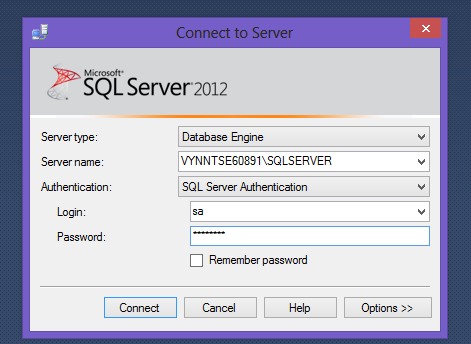 Connect to Server
Microsoft®
SQL Server® 2012
Server type: Database Engine
Server name: VYNNTSE60891\SQLSERVER
Authentication: SQL Server Authentication
Login: sa
Password: ********
Remember password
Connect Cancel Help Options >>